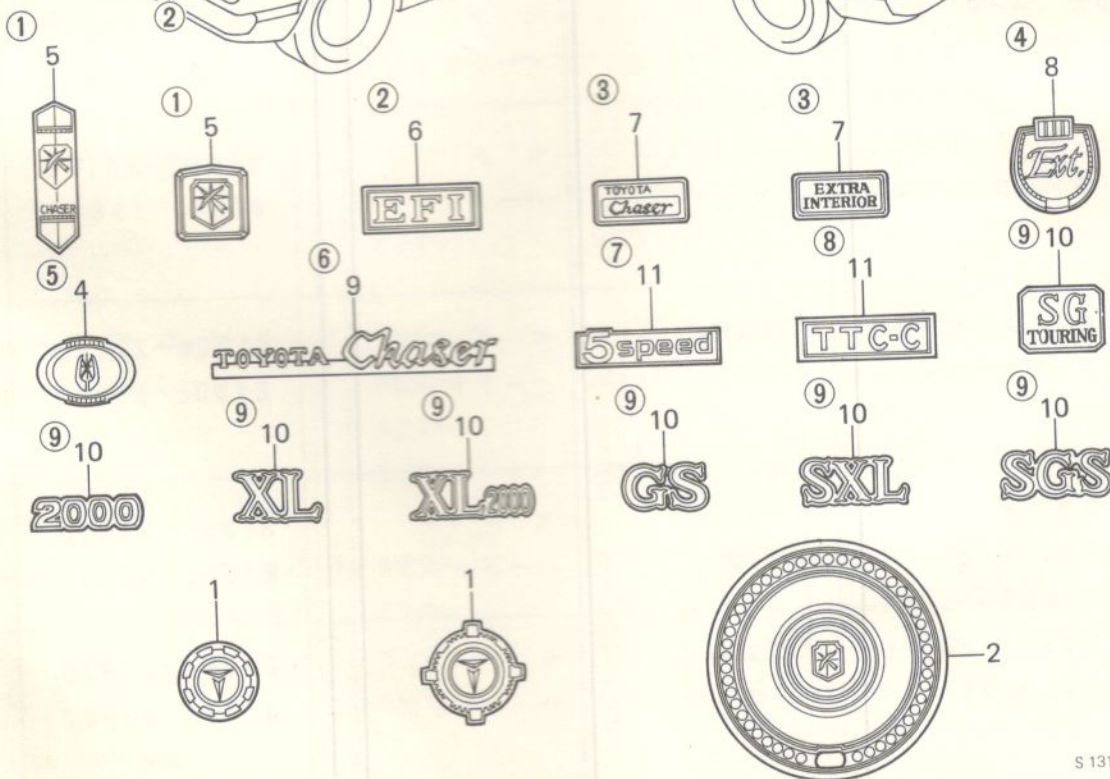 ① ②
5
① 5
② 6
③ 7
③ 7
④ 8
CHASER
EFI
TOYOTA
Chaser
EXTRA
INTERIOR
Ext.
⑤ 4
⑥ 9
⑦ 11
⑧ 11
⑨ 10
TOYOTA Chaser
5speed
TTC-C
SG
TOURING
⑨ 10
⑨ 10
⑨ 10
⑨ 10
⑨ 10
⑨ 10
2000
XL
XL2000
GS
SXL
SGS
1
1
2
S 131